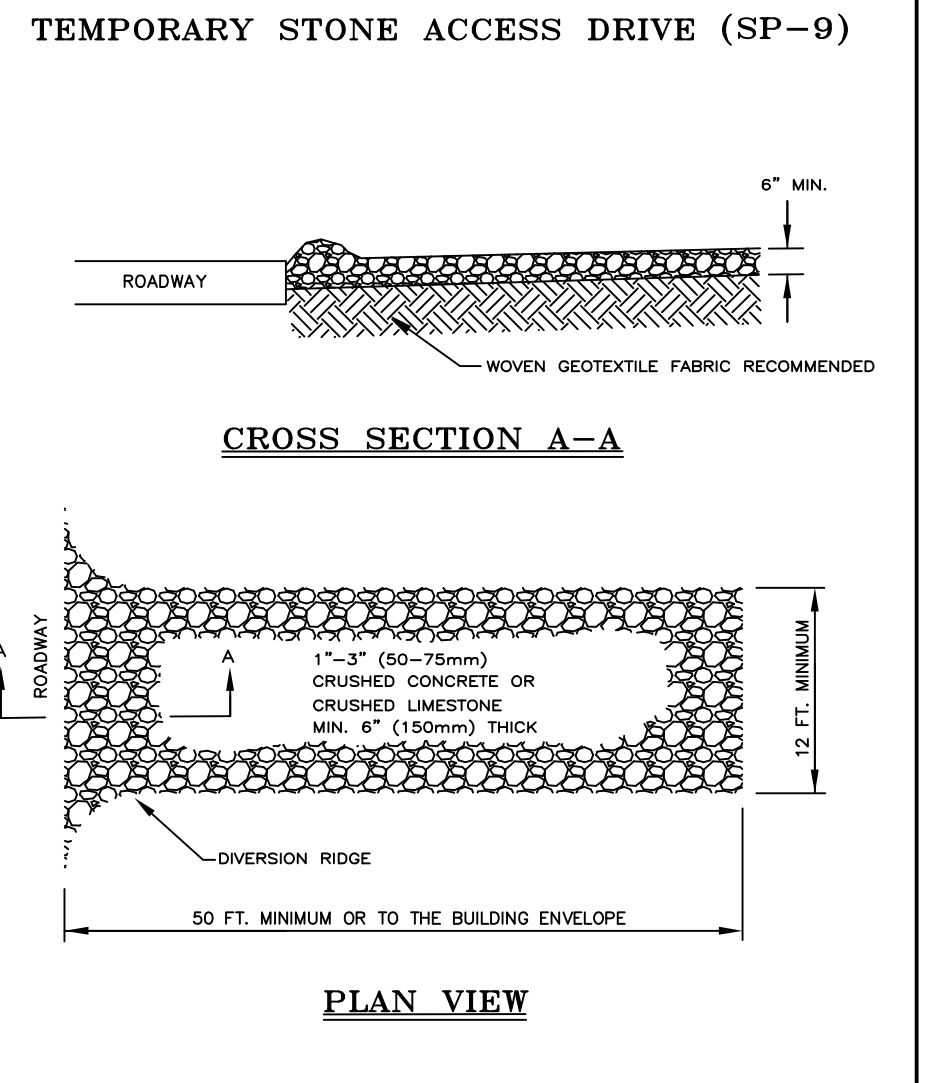 TEMPORARY STONE ACCESS DRIVE (SP-9)
6" MIN.
ROADWAY
WOVEN GEOTEXTILE FABRIC RECOMMENDED
CROSS SECTION A-A
ROADWAY
A
A
1"-3" (50-75mm)
CRUSHED CONCRETE OR
CRUSHED LIMESTONE
MIN. 6" (150mm) THICK
12 FT. MINIMUM
DIVERSION RIDGE
50 FT. MINIMUM OR TO THE BUILDING ENVELOPE
PLAN VIEW